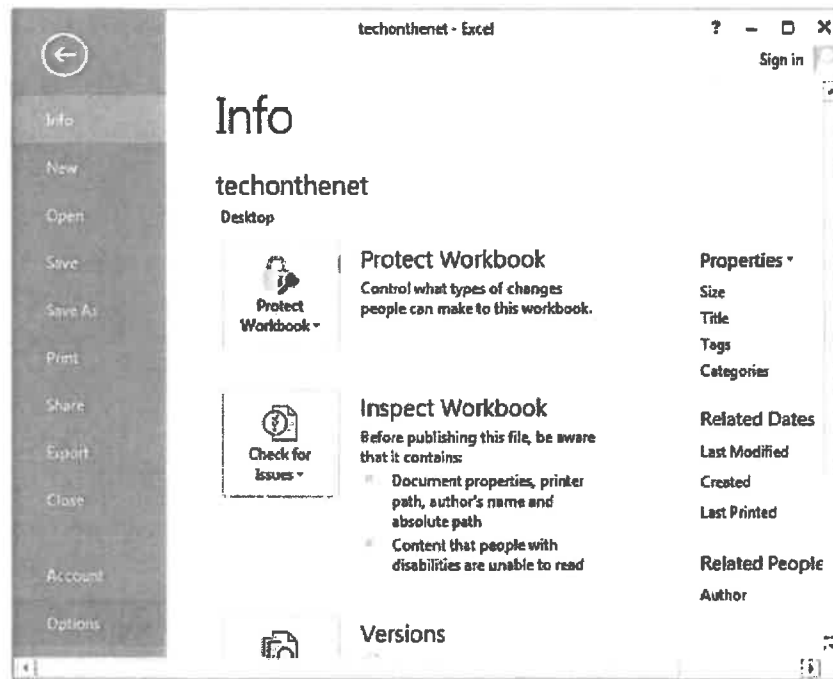 techonthenet - Excel
?
Sign in
Info
New
Open
Save
Save As
Print
Share
Export
Close
Account
Options
Info
techonthenet
Desktop
Protect
Workbook
Protect Workbook
Control what types of changes
people can make to this workbook.
Check for
Issues
Inspect Workbook
Before publishing this file, be aware
that it contains:
Document properties, printer
path, author's name and
absolute path
Content that people with
disabilities are unable to read
Versions
Properties
Size
Title
Tags
Categories
Related Dates
Last Modified
Created
Last Printed
Related People
Author